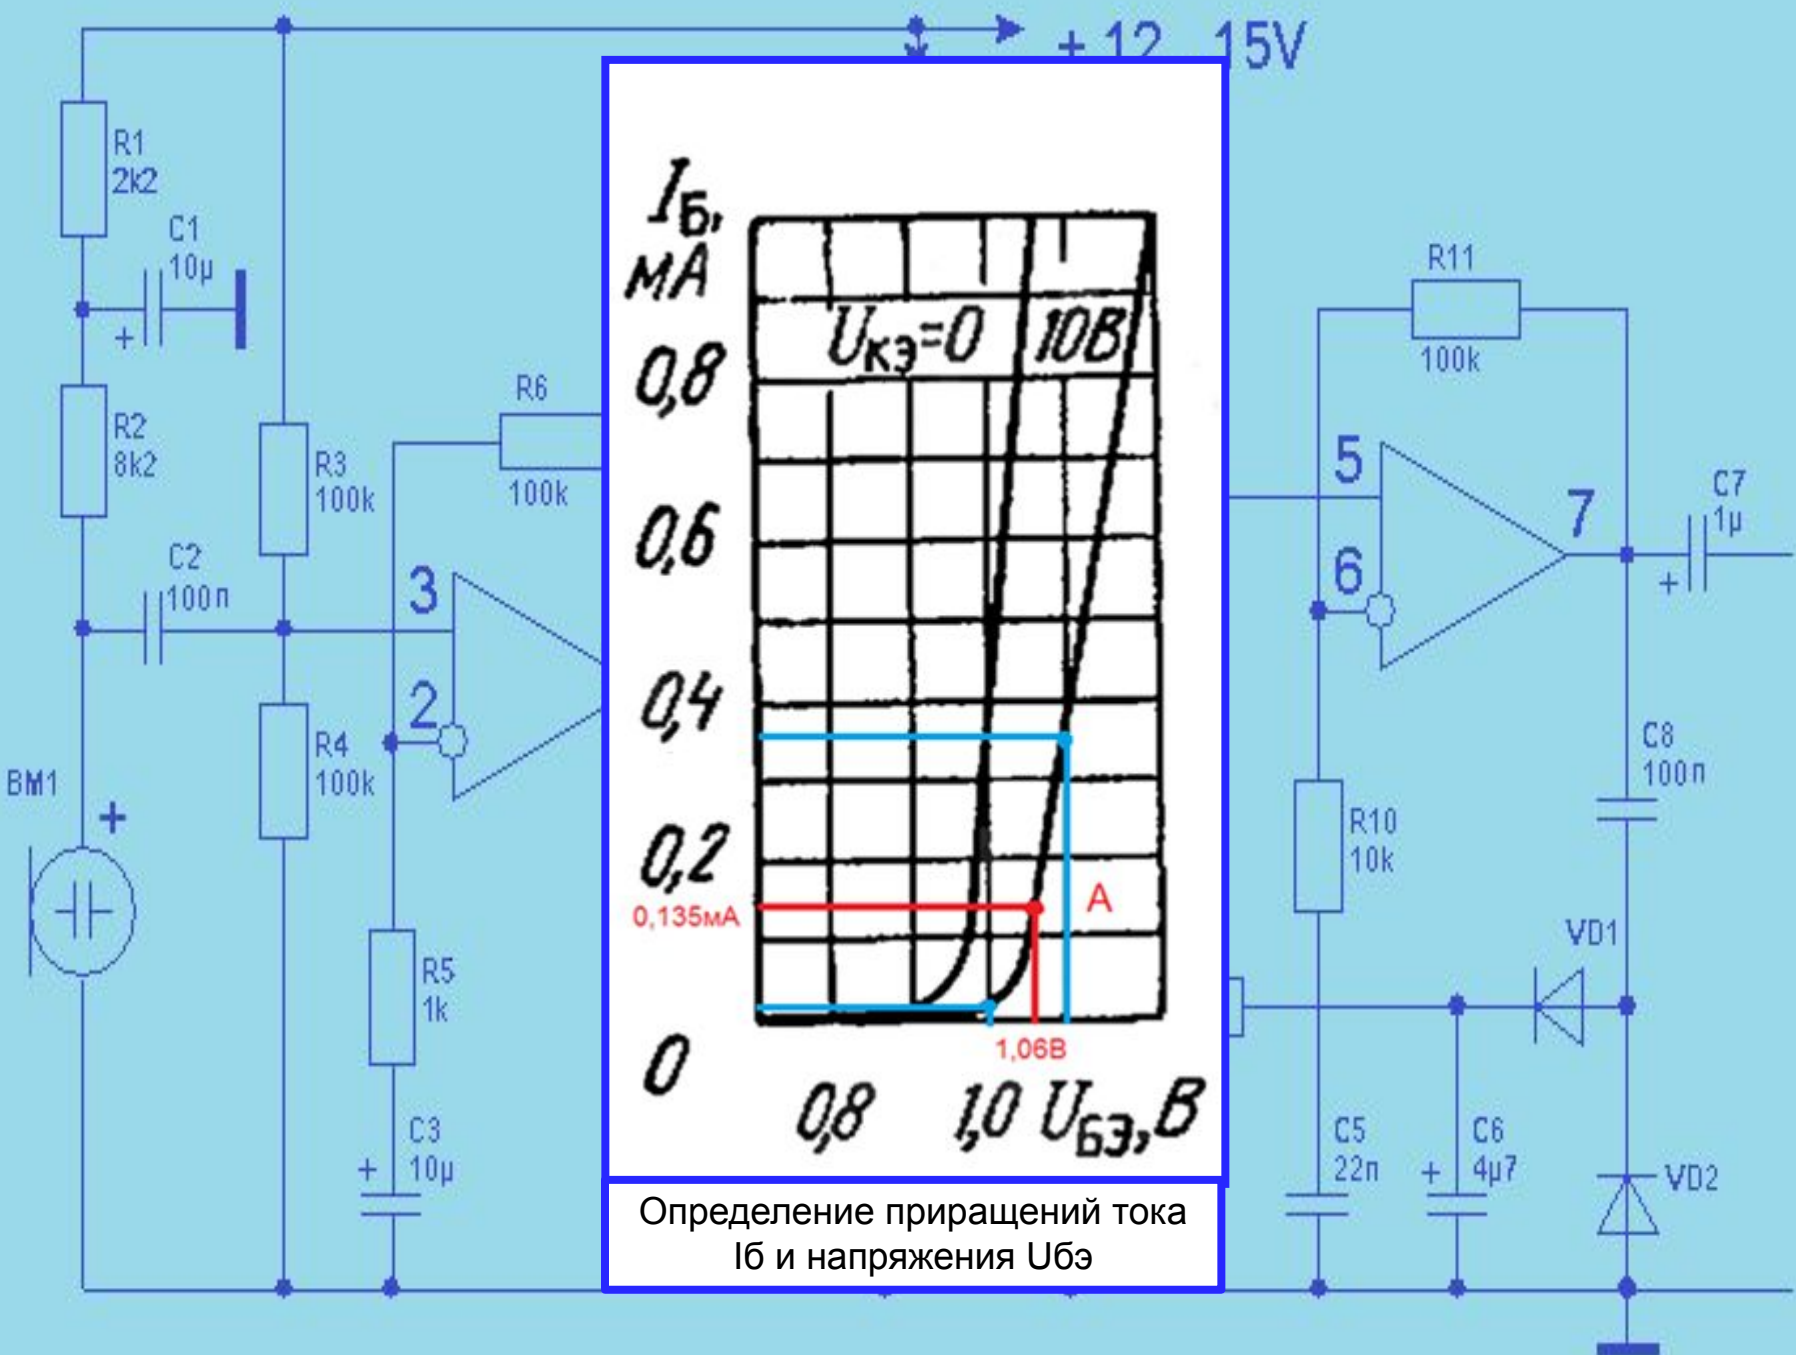 + 12 15V
R1
2k2
C1
10µ
+
R2
8k2
R3
100k
R6
100k
C2
100п
3
2
R4
100k
BM1
+
R5
1k
C3
+ 10µ
Iб,
мА
Uкэ=0 10В
0,8
0,6
0,4
0,2
0,135мА
А
0
1,06В
0,8 1,0 Uбэ, В
Определение приращений тока
Iб и напряжения Uбэ
R11
100k
5
6
7
C7
1µ
+
C8
100п
R10
10k
VD1
C5
22п
C6
+ 4µ7
VD2